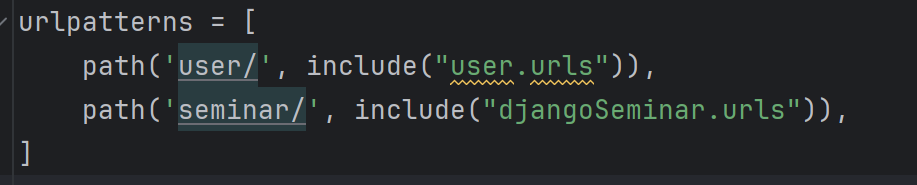 urlpatterns = [
    path('user/', include("user.urls")),
    path('seminar/', include("djangoSeminar.urls")),
]